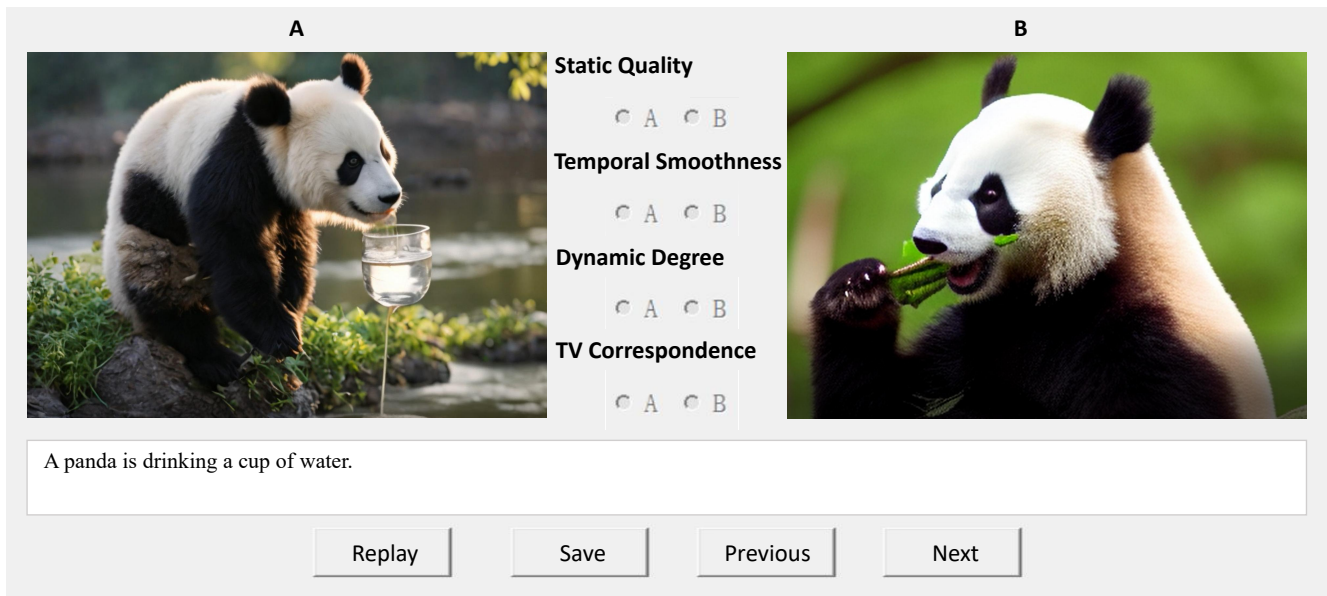 A
B
Static Quality
A B
Temporal Smoothness
A B
Dynamic Degree
A B
TV Correspondence
A B
A panda is drinking a cup of water.
Replay Save Previous Next